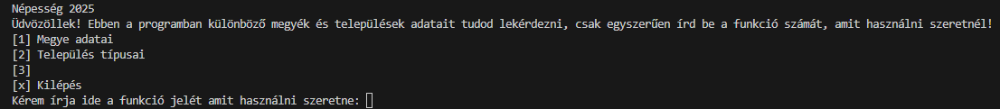 Népesség 2025
Üdvözöllek! Ebben a programban különböző megyék és települések adatait tudod lekérdezni, csak egyszerűen írd be a funkció számát, amit használni szeretnél!
[1] Megye adatai
[2] Település típusai
[3]
[x] Kilépés
Kérem írja ide a funkció jelét amit használni szeretne: